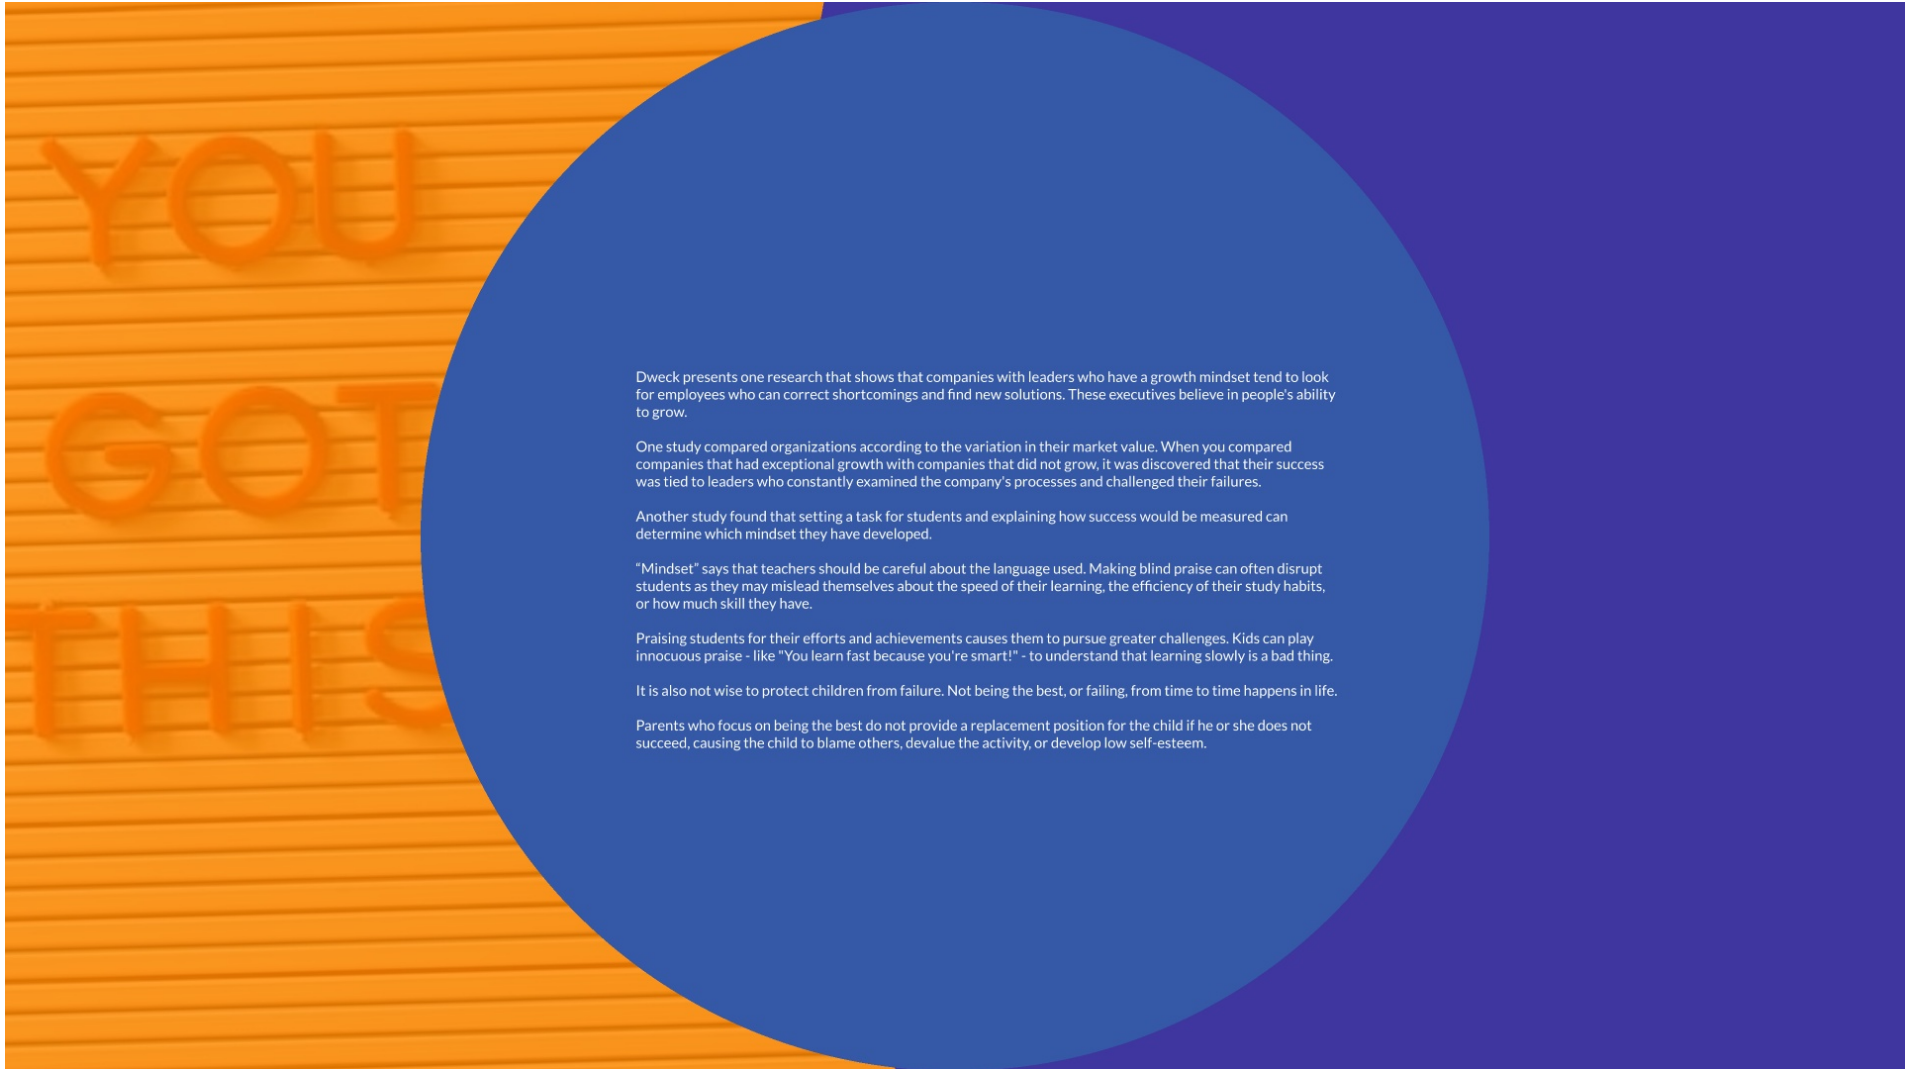 YOU
GOT
THIS
Dweck presents one research that shows that companies with leaders who have a growth mindset tend to look
for employees who can correct shortcomings and find new solutions. These executives believe in people's ability
to grow.
One study compared organizations according to the variation in their market value. When you compared
companies that had exceptional growth with companies that did not grow, it was discovered that their success
was tied to leaders who constantly examined the company's processes and challenged their failures.
Another study found that setting a task for students and explaining how success would be measured can
determine which mindset they have developed.
“Mindset” says that teachers should be careful about the language used. Making blind praise can often disrupt
students as they may mislead themselves about the speed of their learning, the efficiency of their study habits,
or how much skill they have.
Praising students for their efforts and achievements causes them to pursue greater challenges. Kids can play
innocuous praise - like "You learn fast because you're smart!" - to understand that learning slowly is a bad thing.
It is also not wise to protect children from failure. Not being the best, or failing, from time to time happens in life.
Parents who focus on being the best do not provide a replacement position for the child if he or she does not
succeed, causing the child to blame others, devalue the activity, or develop low self-esteem.